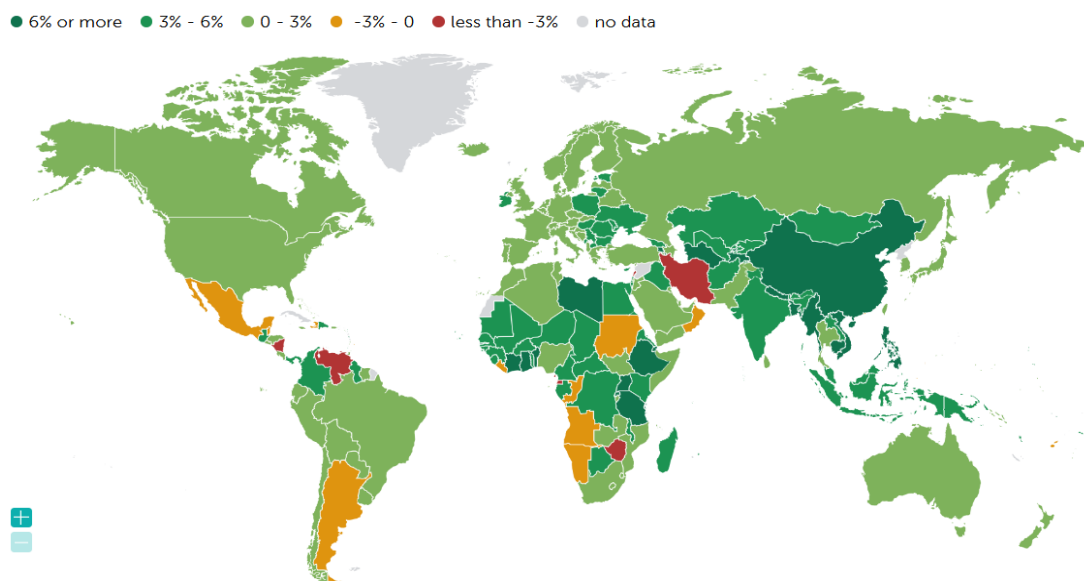 6% or more 3% - 6% 0 - 3% -3% - 0 less than -3% no data